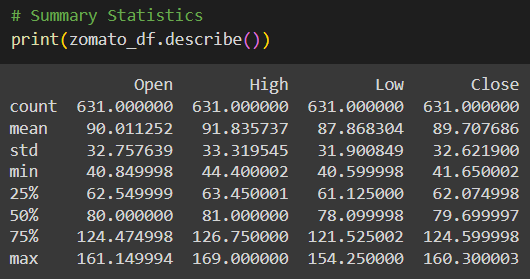 # Summary Statistics
print(zomato_df.describe())
Open High Low Close
count 631.000000 631.000000 631.000000 631.000000
mean 90.011252 91.835737 87.868304 89.707686
std 32.757639 33.319545 31.900849 32.621900
min 40.849998 44.400002 40.599998 41.650002
25% 62.549999 63.450001 61.125000 62.074998
50% 80.000000 81.000000 78.099998 79.699997
75% 124.474998 126.750000 121.525002 124.599998
max 161.149994 169.000000 154.250000 160.300003